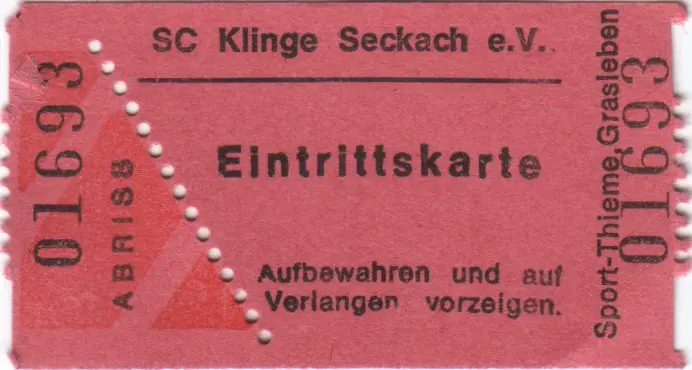 SC Klinge Seckach e.V.
Eintrittskarte
Aufbewahren und auf
Verlangen vorzeigen.
01693
ABRISS
Sport-Thieme, Grasleben
01693